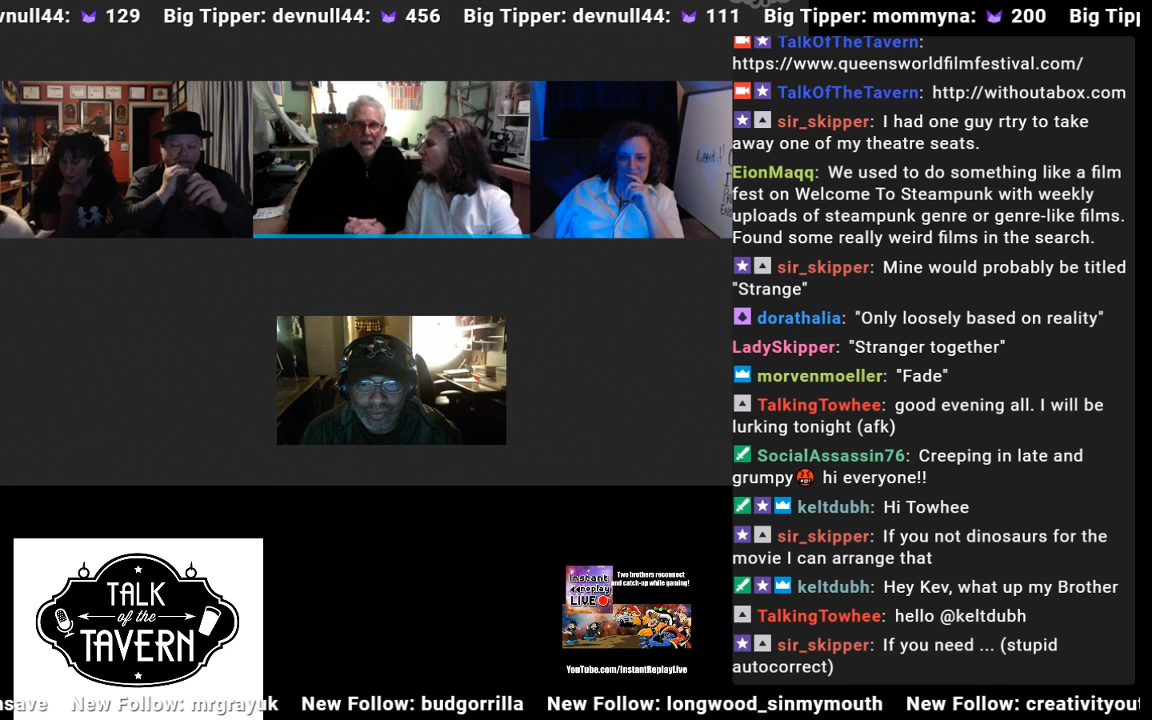 vnull44: 129 Big Tipper: devnull44: 456 Big Tipper: devnull44: 111 Big Tipper: mommyna: 200 Big Tipp
TalkOfTheTavern:
https://www.queensworldfilmfestival.com/
TalkOfTheTavern: http://withoutabox.com
sir_skipper: I had one guy rtry to take
away one of my theatre seats.
EionMaqq: We used to do something like a film
fest on Welcome To Steampunk with weekly
uploads of steampunk genre or genre-like films.
Found some really weird films in the search.
sir_skipper: Mine would probably be titled
"Strange"
dorathalia: "Only loosely based on reality"
LadySkipper: "Stranger together"
morvenmoeller: "Fade"
TalkingTowhee: good evening all. I will be
lurking tonight (afk)
SocialAssassin76: Creeping in late and
grumpy🤬 hi everyone!!
keltdubh: Hi Towhee
sir_skipper: If you not dinosaurs for the
movie I can arrange that
keltdubh: Hey Kev, what up my Brother
TalkingTowhee: hello @keltdubh
sir_skipper: If you need ... (stupid
autocorrect)
TALK
of the
TAVERN
Instant
replay
LIVE
Two brothers reconnect
and catch-up while gaming!
YouTube.com/InstantReplayLive
asave New Follow: mrgrayuk New Follow: budgorrilla New Follow: longwood_sinmymouth New Follow: creativityout